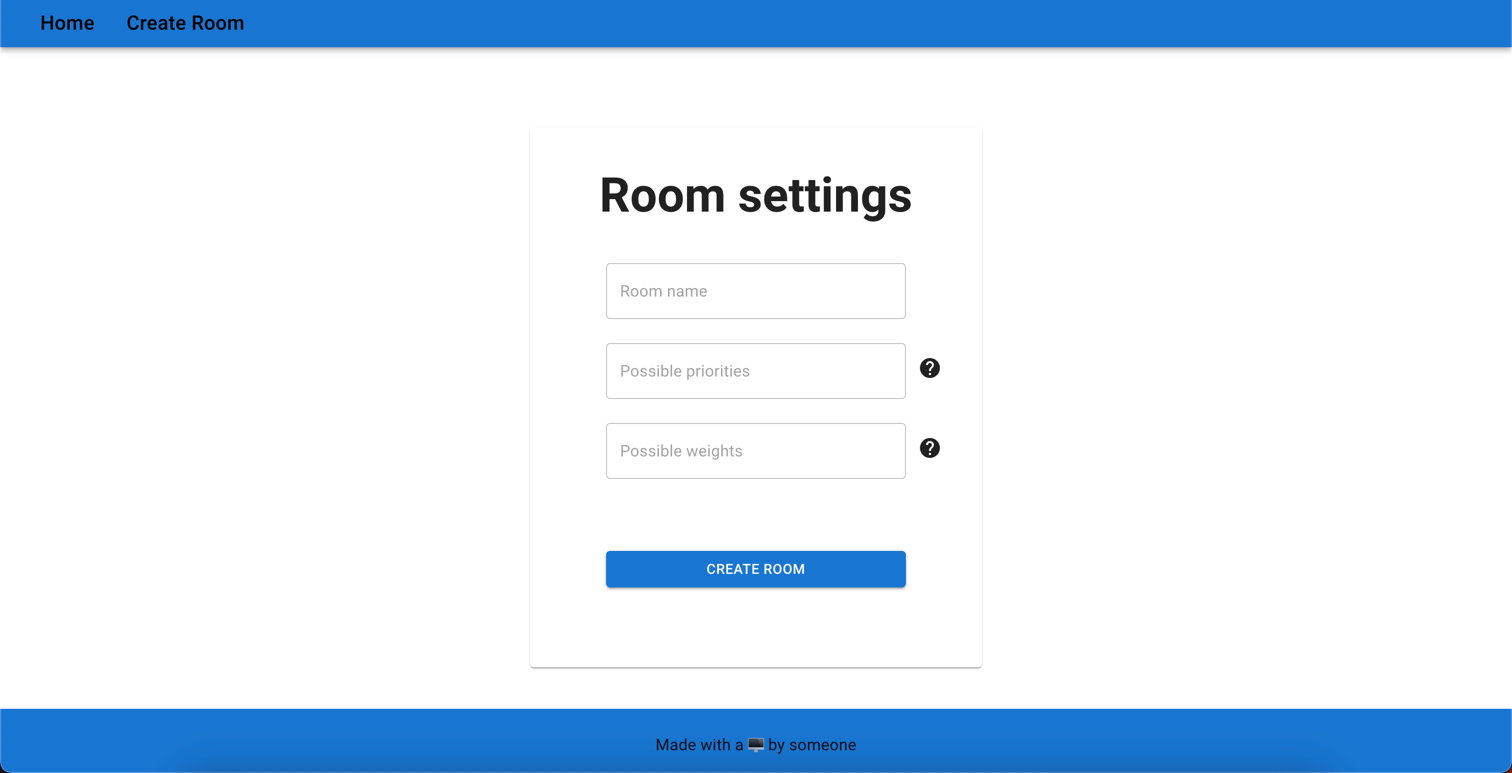 Home Create Room
Room settings
Room name
Possible priorities
?
Possible weights
?
CREATE ROOM
Made with a 🖥️ by someone